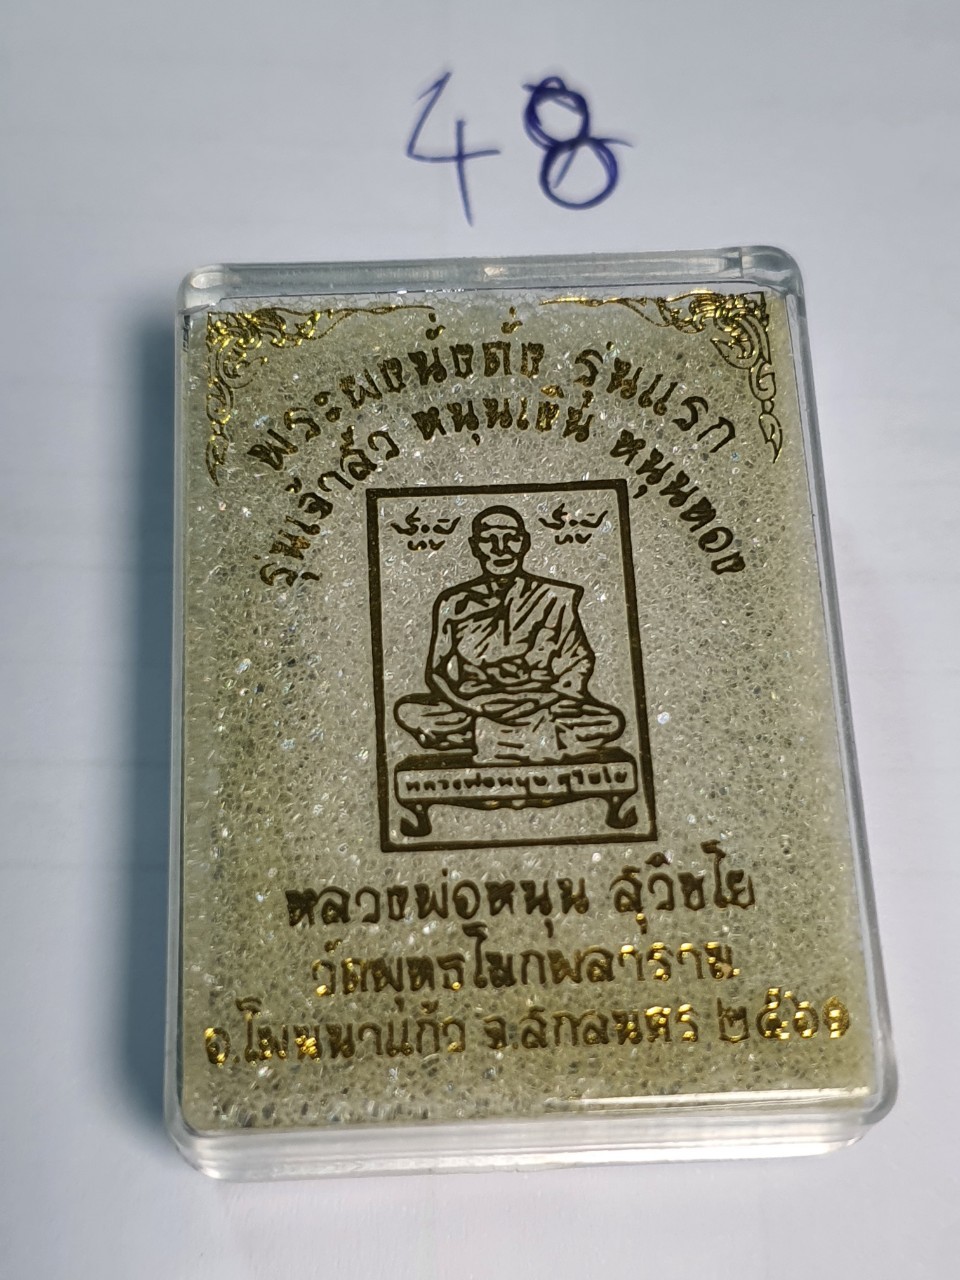 48
พระผงนั่งตั่ง รุ่นแรก
รุ่นเจ้าสัว หนุนเงิน หนุนทอง
หลวงพ่อหนุน สุวิชโย
หลวงพ่อหนุน สุวิชโย
วัดพุทธโมกพลาราม
อ.โพนนาแก้ว จ.สกลนคร ๒๕๖๑